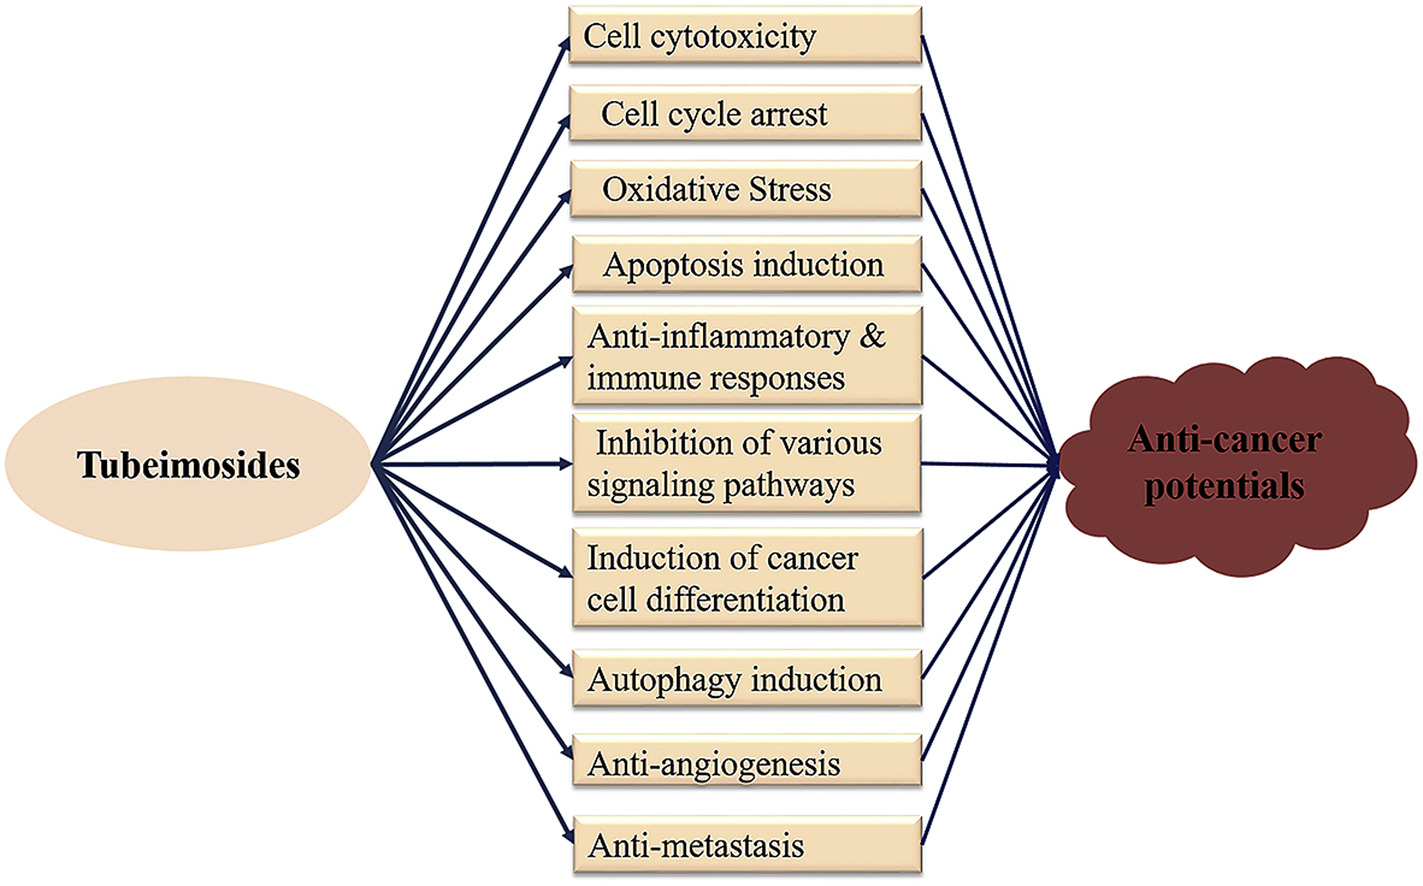 Cell cytotoxicity
Cell cycle arrest
Oxidative Stress
Apoptosis induction
Anti-inflammatory &
immune responses
Inhibition of various
signaling pathways
Induction of cancer
cell differentiation
Autophagy induction
Anti-angiogenesis
Anti-metastasis
Tubeimosides
Anti-cancer
potentials